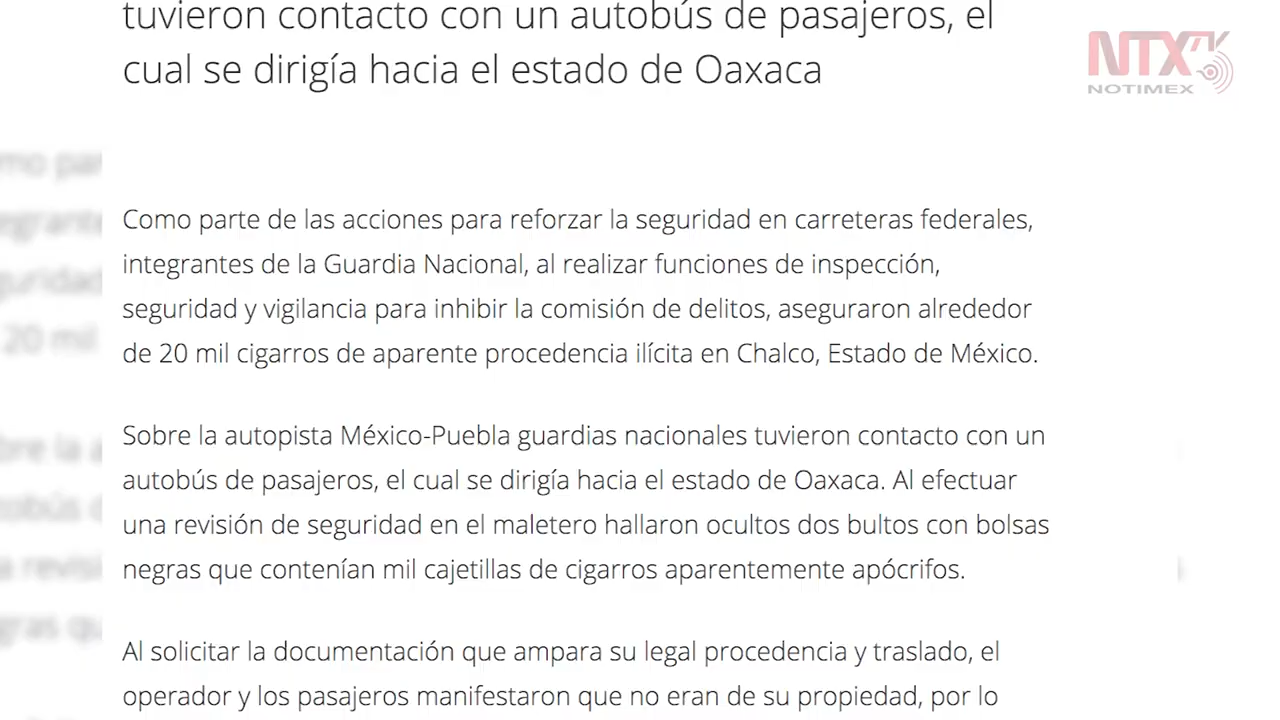 tuvieron contacto con un autobús de pasajeros, el
cual se dirigía hacia el estado de Oaxaca
NTX TV
NOTIMEX
Como parte de las acciones para reforzar la seguridad en carreteras federales,
integrantes de la Guardia Nacional, al realizar funciones de inspección,
seguridad y vigilancia para inhibir la comisión de delitos, aseguraron alrededor
de 20 mil cigarros de aparente procedencia ilícita en Chalco, Estado de México.
Sobre la autopista México-Puebla guardias nacionales tuvieron contacto con un
autobús de pasajeros, el cual se dirigía hacia el estado de Oaxaca. Al efectuar
una revisión de seguridad en el maletero hallaron ocultos dos bultos con bolsas
negras que contenían mil cajetillas de cigarros aparentemente apócrifos.
Al solicitar la documentación que ampara su legal procedencia y traslado, el
operador y los pasajeros manifestaron que no eran de su propiedad, por lo